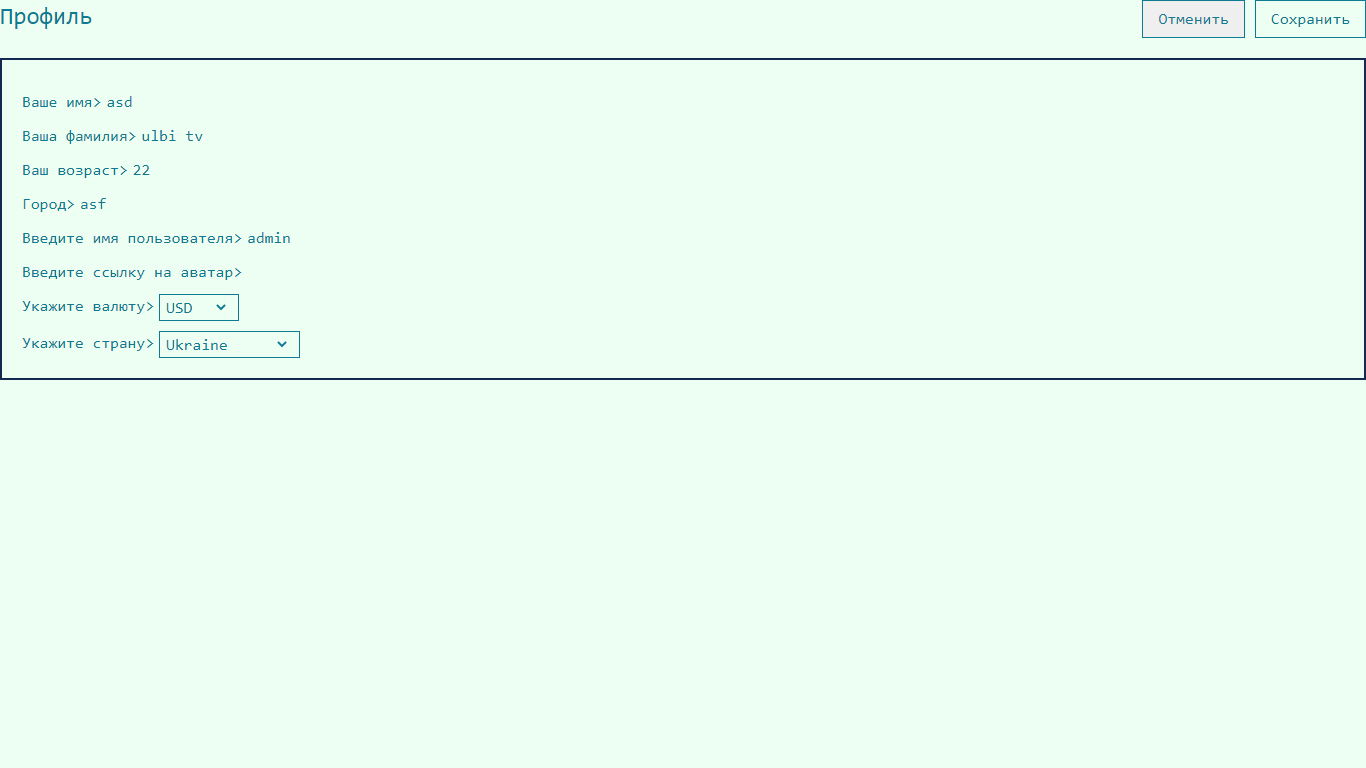 Профиль
Отменить
Сохранить
Ваше имя> asd
Ваша фамилия> ulbi tv
Ваш возраст> 22
Город> asf
Введите имя пользователя> admin
Введите ссылку на аватар>
Укажите валюту> USD
Укажите страну> Ukraine